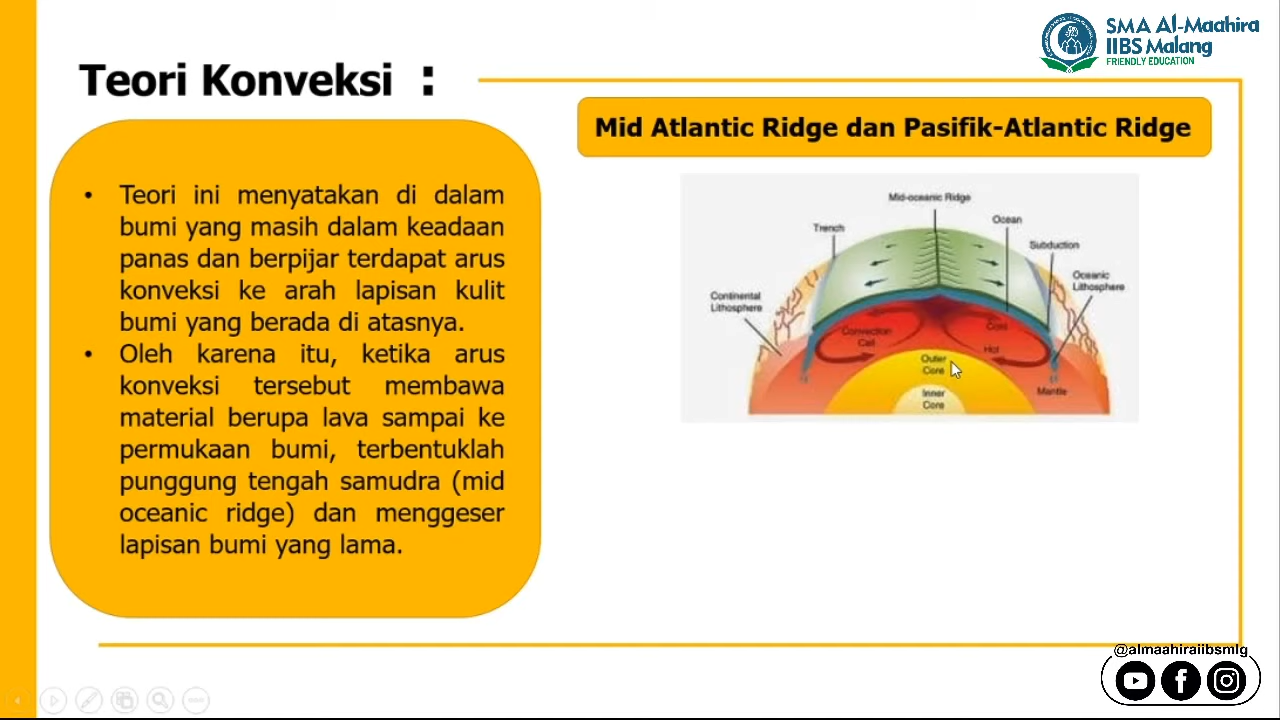 SMA Al-Maahira
IIBS Malang
FRIENDLY EDUCATION
Teori Konveksi :
Mid Atlantic Ridge dan Pasifik-Atlantic Ridge
• Teori ini menyatakan di dalam
bumi yang masih dalam keadaan
panas dan berpijar terdapat arus
konveksi ke arah lapisan kulit
bumi yang berada di atasnya.
• Oleh karena itu, ketika arus
konveksi tersebut membawa
material berupa lava sampai ke
permukaan bumi, terbentuklah
punggung tengah samudra (mid
oceanic ridge) dan menggeser
lapisan bumi yang lama.
Mid-oceanic Ridge
Ocean
Trench
Subduction
Oceanic
Lithosphere
Continental
Lithosphere
Convection
Cell
Cool
Hot
Outer
Core
Mantle
Inner
Core
@almaahiraiibsmlg